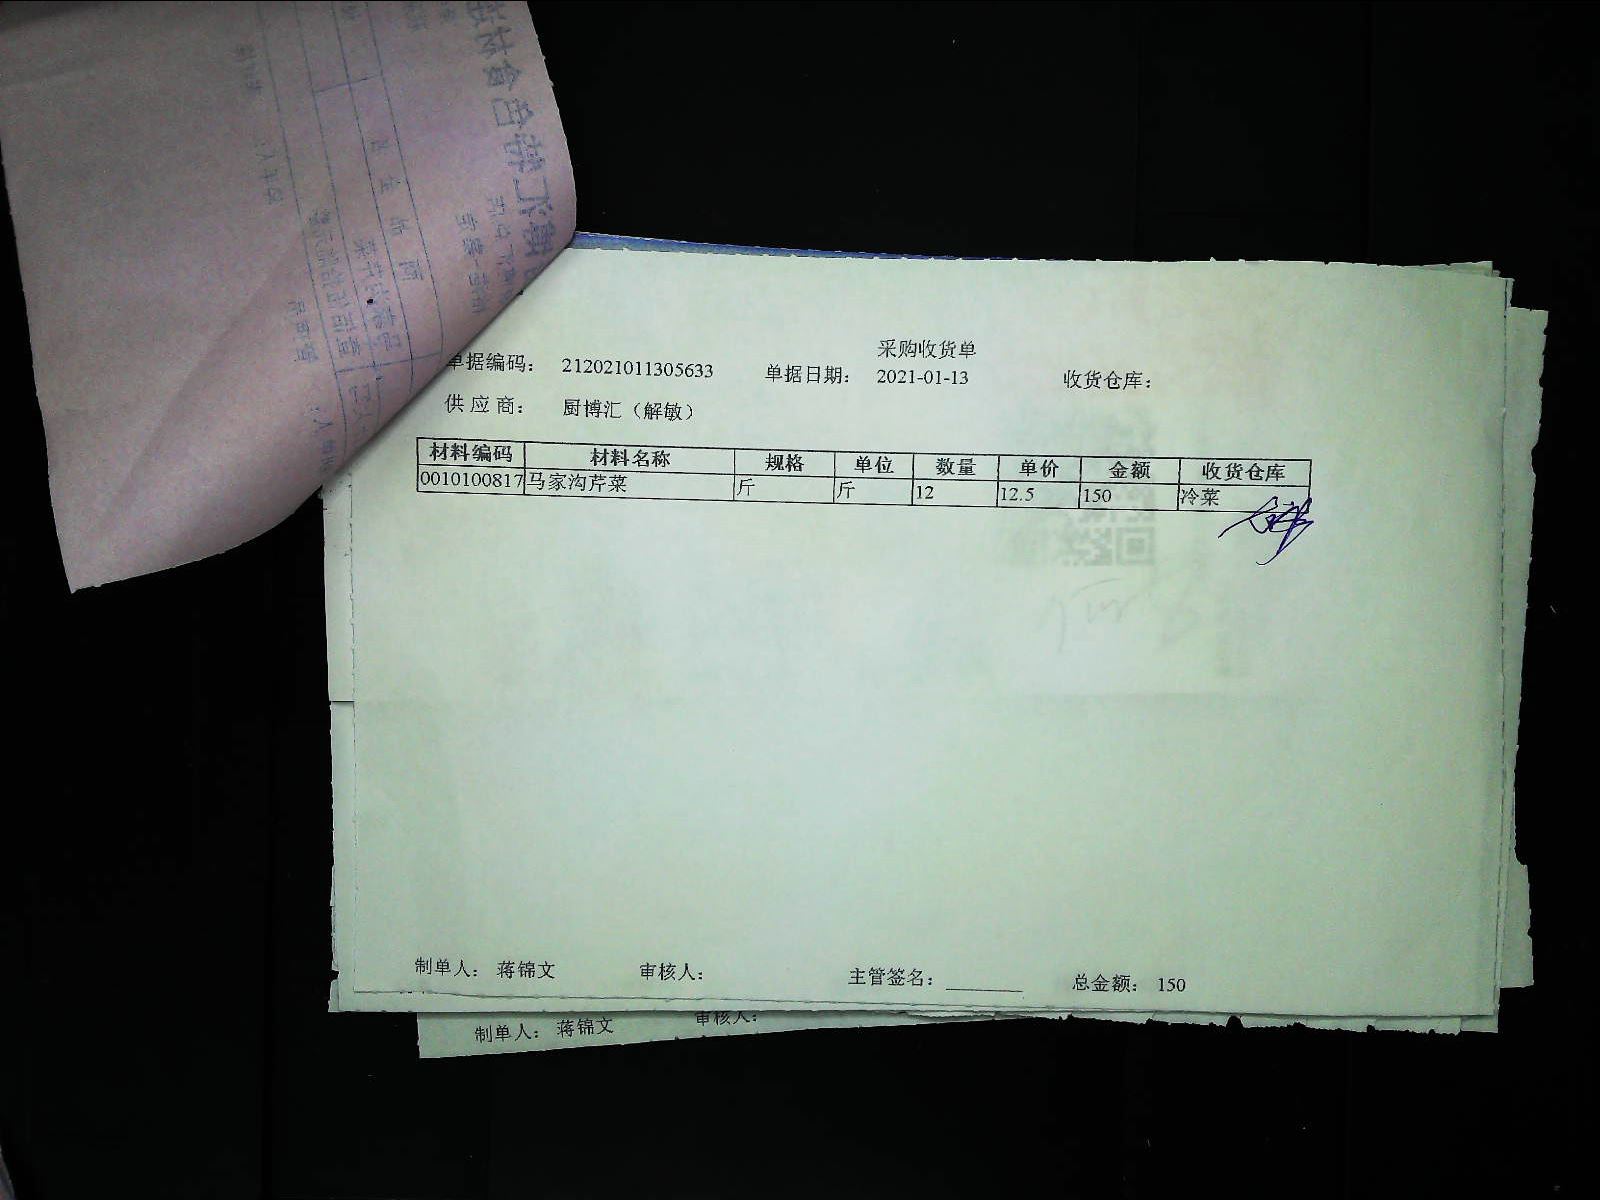 采购收货单
单据编码： 212021011305633 单据日期： 2021-01-13 收货仓库：
供应商： 厨博汇（解敏）
材料编码 材料名称 规格 单位 数量 单价 金额 收货仓库
0010100817 马家沟芹菜 斤 斤 12 12.5 150 冷菜
制单人： 蒋锦文 审核人： 主管签名： 总金额： 150
制单人： 蒋锦文 审核人：